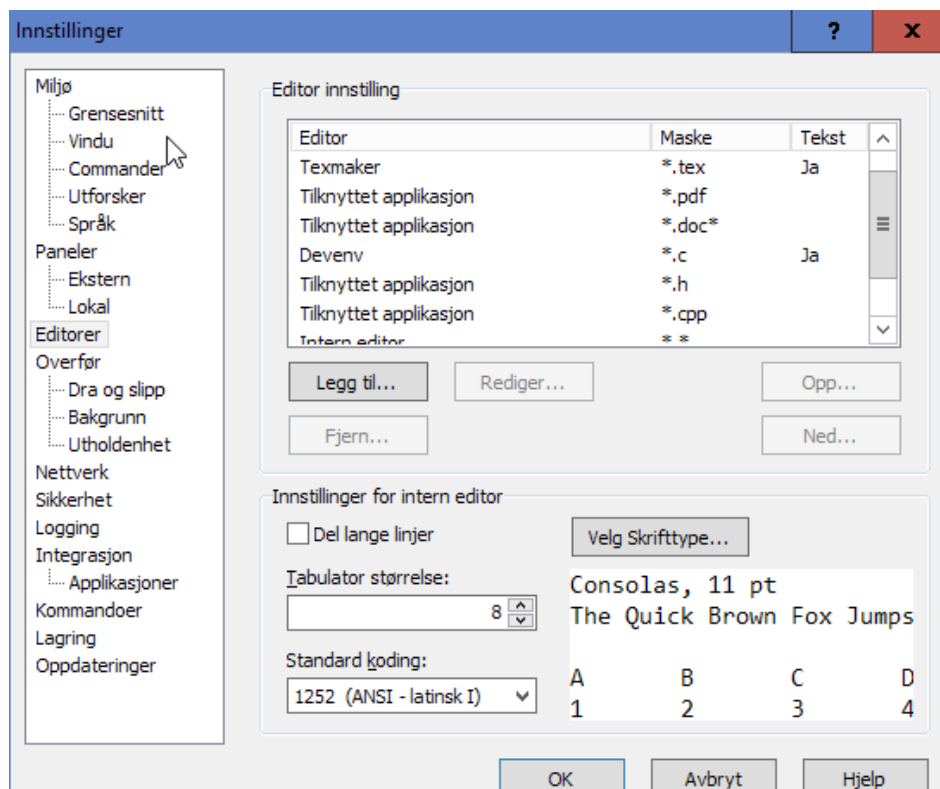 Innstillinger
Miljø
Grensesnitt
Vindu
Commander
Utforsker
Språk
Paneler
Ekstern
Lokal
Editorer
Overfør
Dra og slipp
Bakgrunn
Utholdenhet
Nettverk
Sikkerhet
Logging
Integrasjon
Applikasjoner
Kommandoer
Lagring
Oppdateringer
Editor innstilling
Editor Maske Tekst
Texmaker *.tex Ja
Tilknyttet applikasjon *.pdf
Tilknyttet applikasjon *.doc*
Devenv *.c Ja
Tilknyttet applikasjon *.h
Tilknyttet applikasjon *.cpp
Intern editor *.*
Legg til... Rediger... Opp...
Fjern... Ned...
Innstillinger for intern editor
Del lange linjer
Velg Skrifttype...
Tabulator størrelse:
8
Standard koding:
1252 (ANSI - latinsk I)
Consolas, 11 pt
The Quick Brown Fox Jumps
A B C D
1 2 3 4
OK Avbryt Hjelp